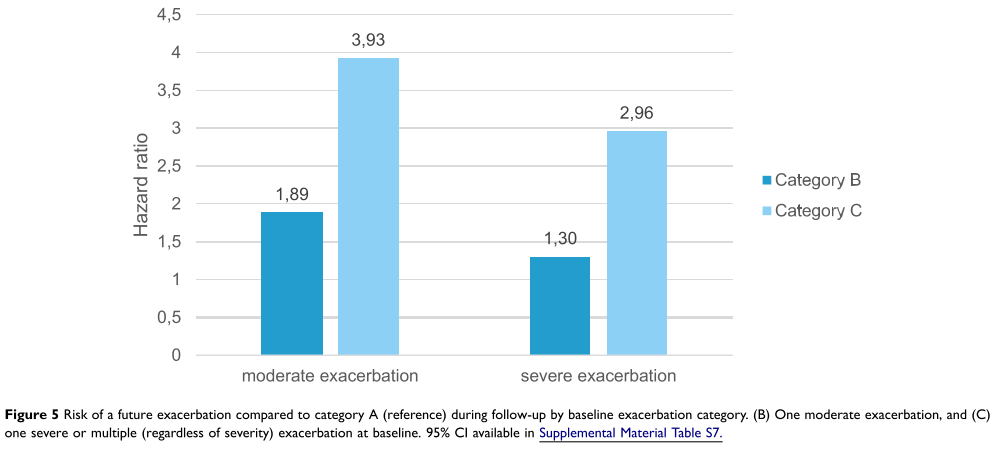 4,5
4
3,5
3
2,5
2
1,5
1
0,5
0
Hazard ratio
1,89
3,93
1,30
2,96
moderate exacerbation
severe exacerbation
Category B
Category C
Figure 5 Risk of a future exacerbation compared to category A (reference) during follow-up by baseline exacerbation category. (B) One moderate exacerbation, and (C)
one severe or multiple (regardless of severity) exacerbation at baseline. 95% CI available in Supplemental Material Table S7.